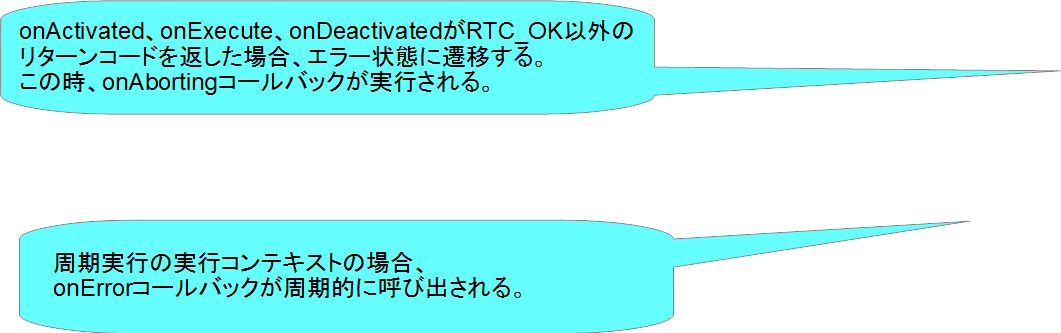 onActivated、onExecute、onDeactivatedがRTC_OK以外の
リターンコードを返した場合、エラー状態に遷移する。
この時、onAbortingコールバックが実行される。
周期実行の実行コンテキストの場合、
onErrorコールバックが周期的に呼び出される。